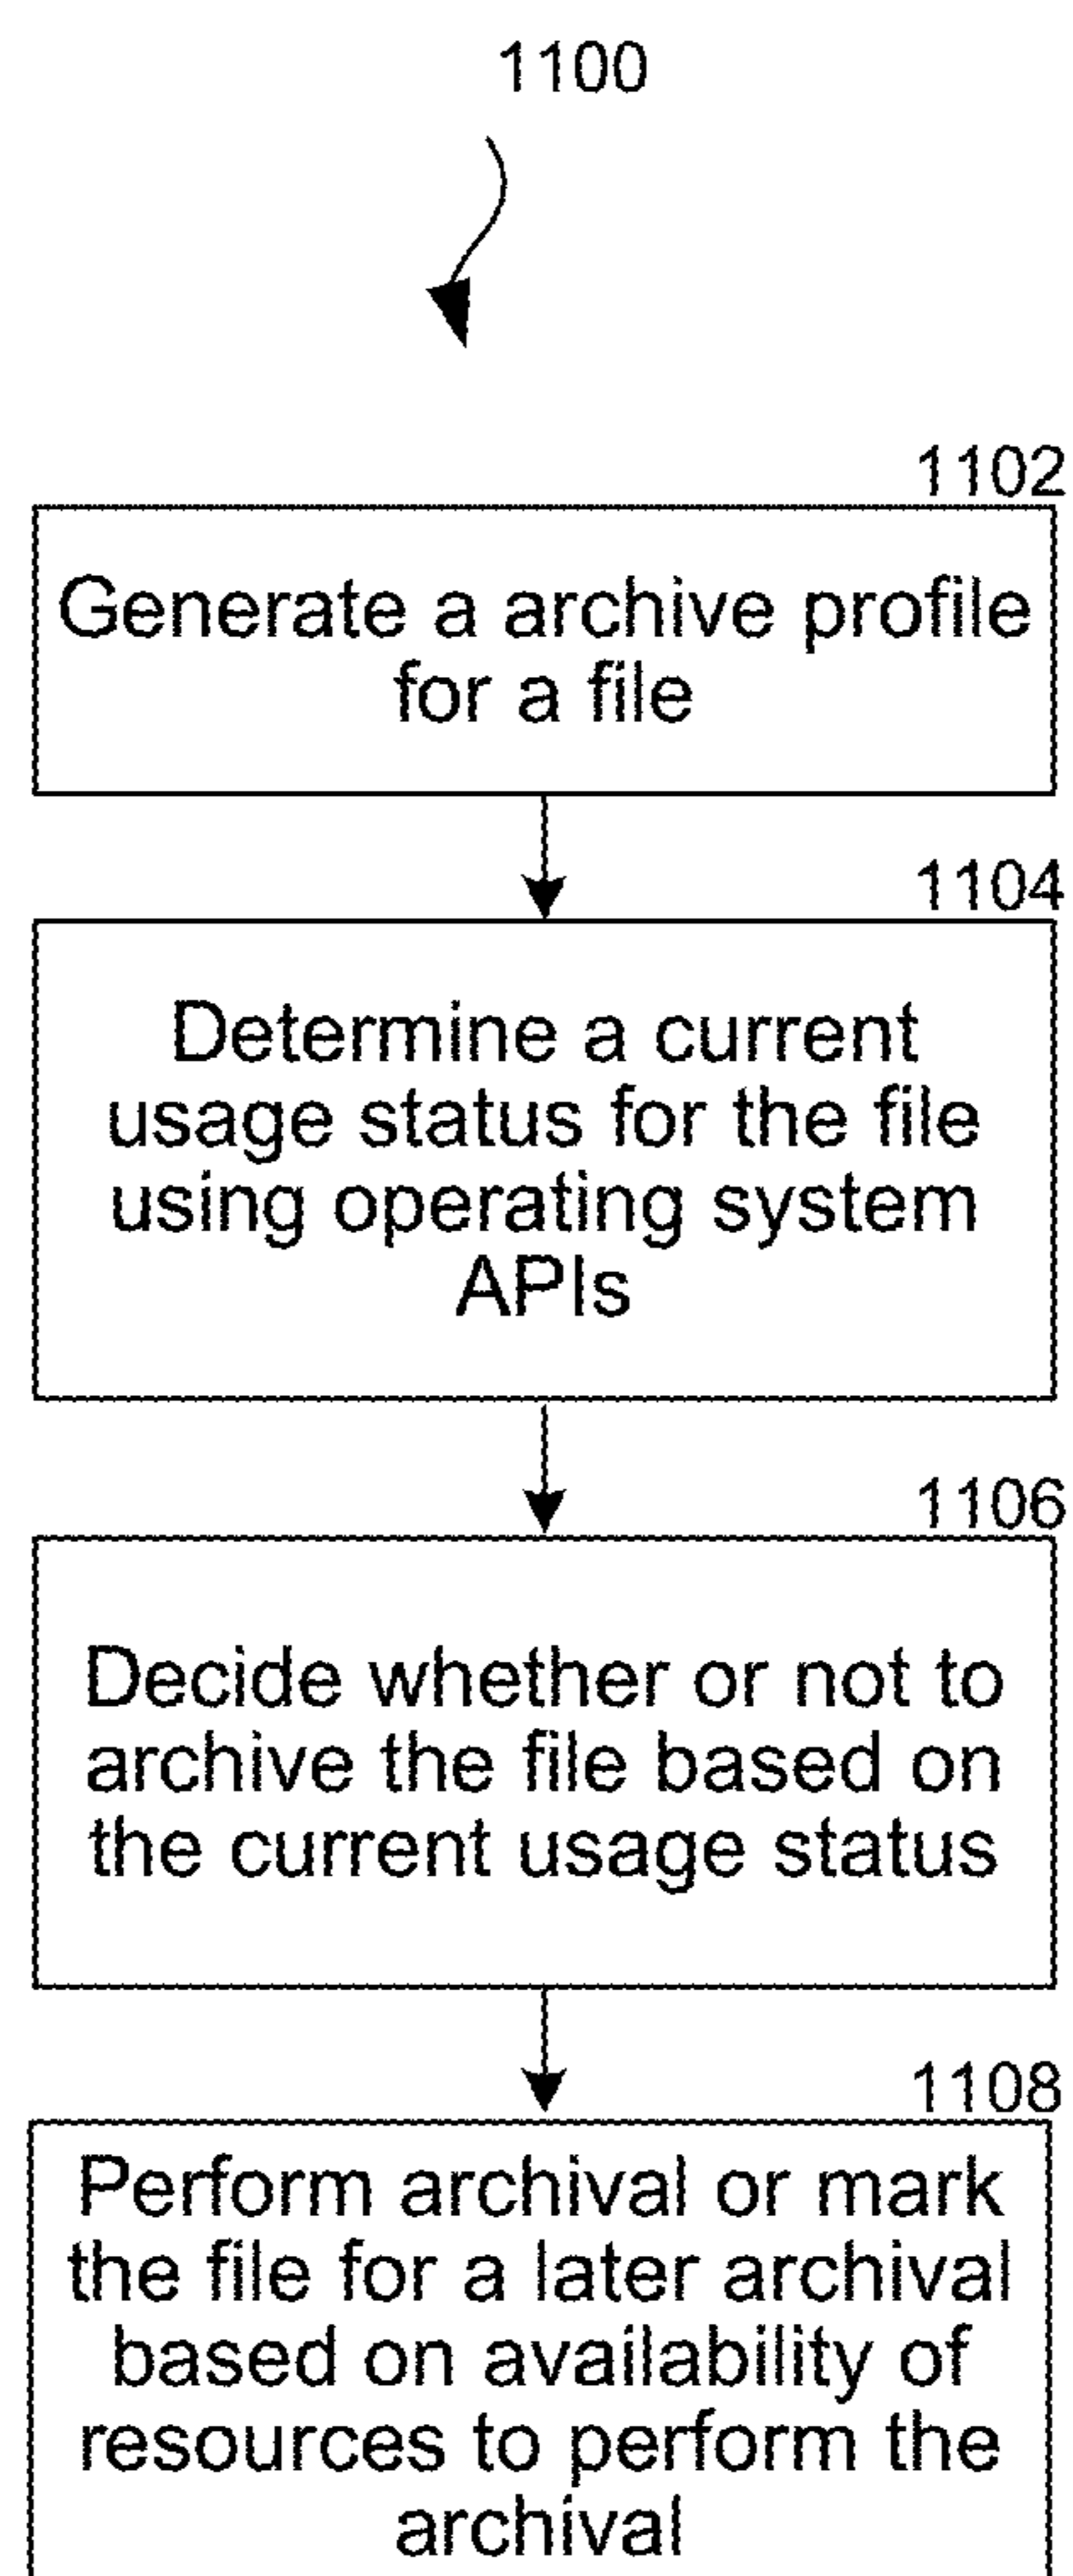 1100
1102
Generate a archive profile
for a file
1104
Determine a current
usage status for the file
using operating system
APIs
1106
Decide whether or not to
archive the file based on
the current usage status
1108
Perform archival or mark
the file for a later archival
based on availability of
resources to perform the
archival